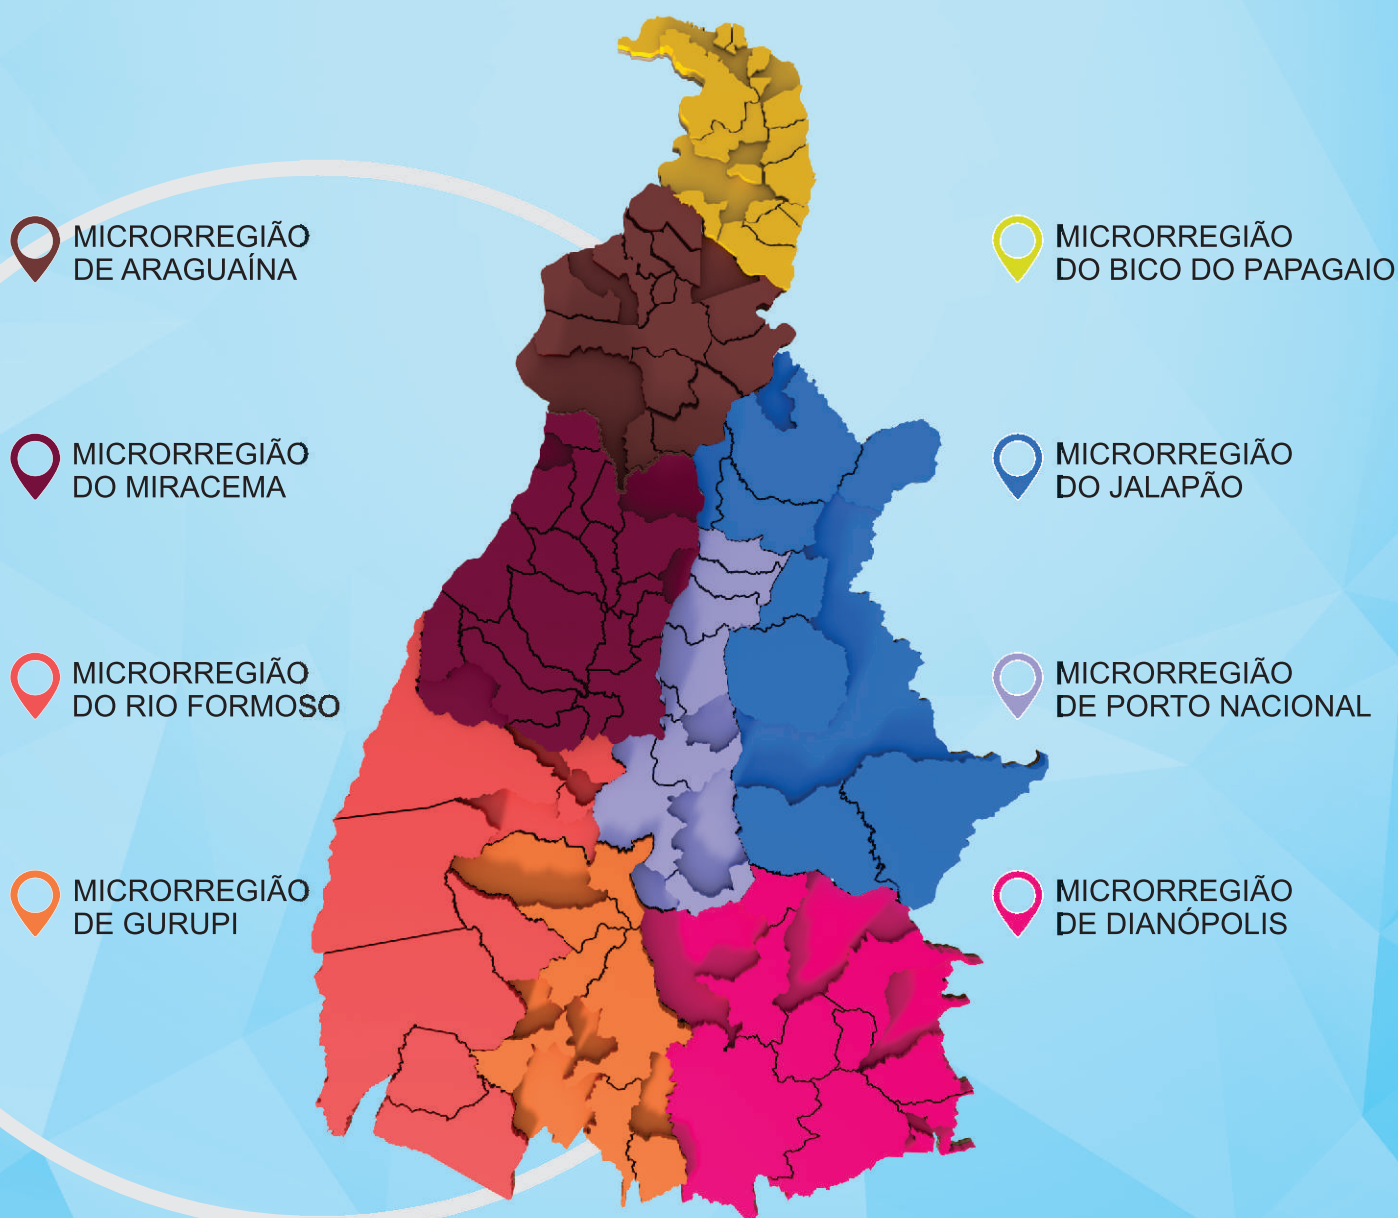 MICRORREGIÃO
DE ARAGUAÍNA
MICRORREGIÃO
DO MIRACEMA
MICRORREGIÃO
DO RIO FORMOSO
MICRORREGIÃO
DE GURUPI
MICRORREGIÃO
DO BICO DO PAPAGAIO
MICRORREGIÃO
DO JALAPÃO
MICRORREGIÃO
DE PORTO NACIONAL
MICRORREGIÃO
DE DIANÓPOLIS